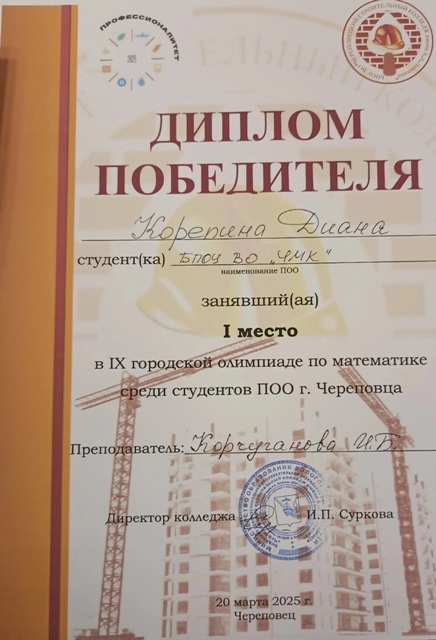 ПРОФЕССИОНАЛИТЕТ
2025
ДИПЛОМ
ПОБЕДИТЕЛЯ
Корепина Диана
студент(ка) БПОУ ВО "ЧМК"
наименование ПОО
занявший(ая)
I место
в IX городской олимпиаде по математике
среди студентов ПОО г. Череповца
Преподаватель: Корчуганова И.Б.
Директор колледжа И.П. Суркова
20 марта 2025 г.
Череповец